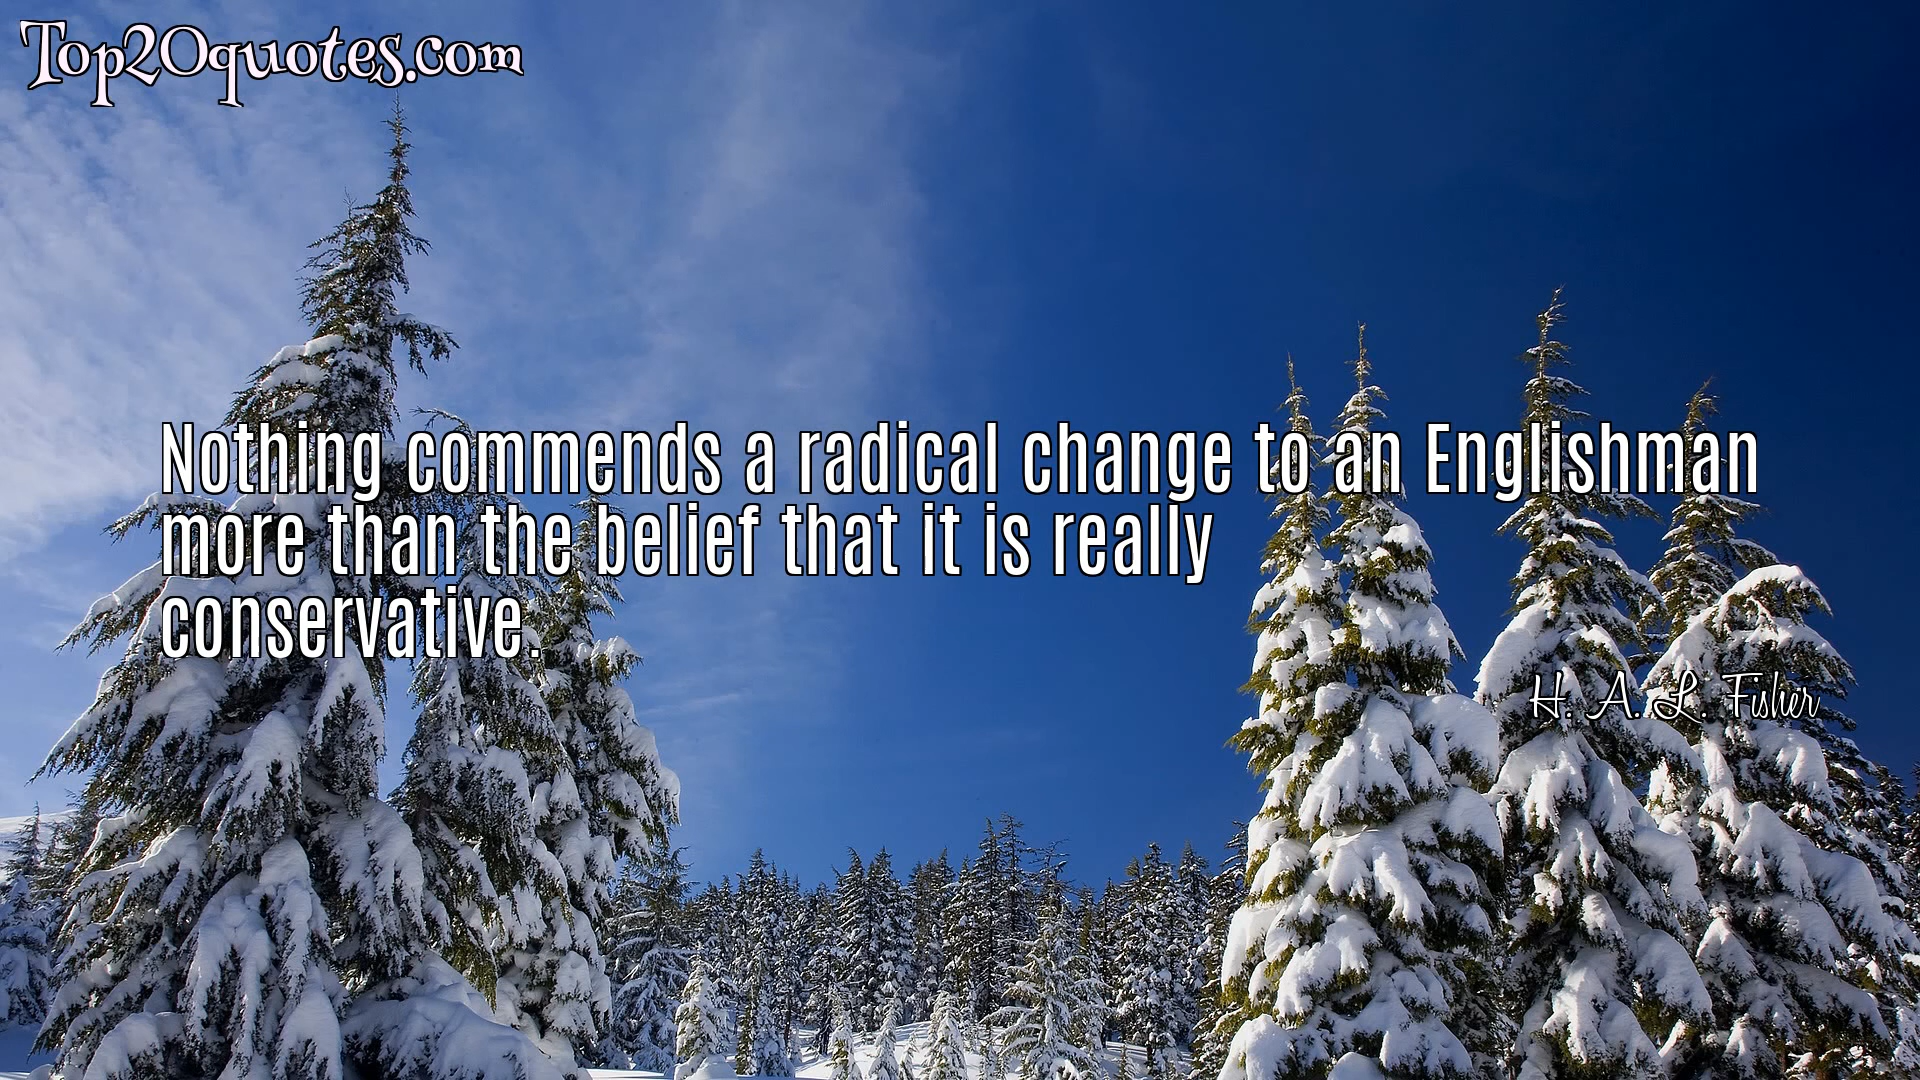 Top20quotes.com
Nothing commends a radical change to an Englishman
more than the belief that it is really
conservative.
H. A. L. Fisher